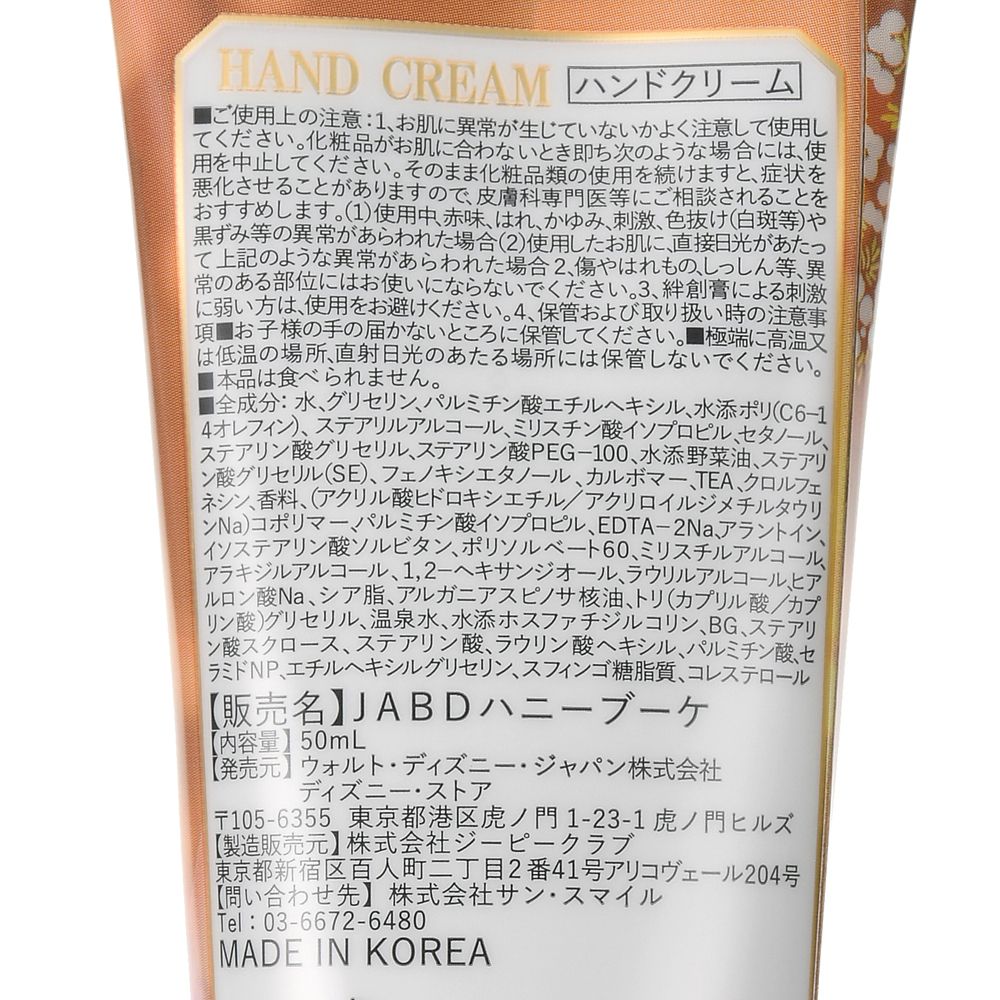 HAND CREAM ハンドクリーム
■ご使用上の注意:1、お肌に異常が生じていないかよく注意して使用し
てください。化粧品がお肌に合わないとき即ち次のような場合には、使
用を中止してください。そのまま化粧品類の使用を続けますと、症状を
悪化させることがありますので、皮膚科専門医等にご相談されることを
おすすめします。(1)使用中、赤味、はれ、かゆみ、刺激、色抜け(白斑等)や
黒ずみ等の異常があらわれた場合(2)使用したお肌に、直接日光があたっ
て上記のような異常があらわれた場合2、傷やはれもの、しっしん等、異
常のある部位にはお使いにならないでください。3、絆創膏による刺激
に弱い方は、使用をお避けください。4、保管および取り扱い時の注意事
項■お子様の手の届かないところに保管してください。■極端に高温又
は低温の場所、直射日光のあたる場所には保管しないでください。
■本品は食べられません。
■全成分:水、グリセリン、パルミチン酸エチルヘキシル、水添ポリ(C6-1
4オレフィン)、ステアリルアルコール、ミリスチン酸イソプロピル、セタノール、
ステアリン酸グリセリル、ステアリン酸PEG-100、水添野菜油、ステアリ
ン酸グリセリル(SE)、フェノキシエタノール、カルボマー、TEA、クロルフェ
ネシン、香料、(アクリル酸ヒドロキシエチル/アクリロイルジメチルタウリ
ンNa)コポリマー、パルミチン酸イソプロピル、EDTA-2Na、アラントイン、
イソステアリン酸ソルビタン、ポリソルベート60、ミリスチルアルコール、
アラキジルアルコール、1,2-ヘキサンジオール、ラウリルアルコール、ヒア
ルロン酸Na、シア脂、アルガニアスピノサ核油、トリ(カプリル酸/カプ
リン酸)グリセリル、温泉水、水添ホスファチジルコリン、BG、ステアリ
ン酸スクロース、ステアリン酸、ラウリン酸ヘキシル、パルミチン酸、セ
ラミドNP、エチルヘキシルグリセリン、スフィンゴ糖脂質、コレステロール
【販売名】JABDハニーブーケ
【内容量】50mL
【発売元】ウォルト・ディズニー・ジャパン株式会社
ディズニー・ストア
〒105-6355 東京都港区虎ノ門1-23-1虎ノ門ヒルズ
【製造販売元】株式会社ジーピークラブ
東京都新宿区百人町二丁目2番41号アリコヴェール204号
【問い合わせ先】株式会社サン・スマイル
Tel:03-6672-6480
MADE IN KOREA